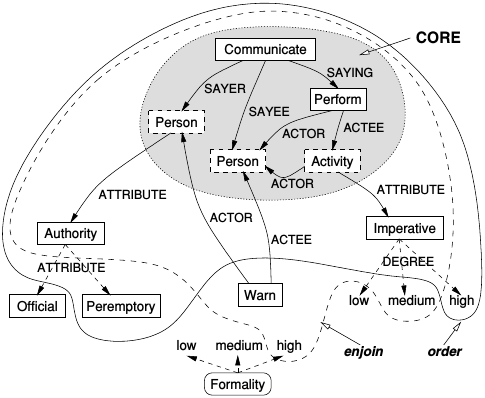 CORE
Communicate
SAYER
SAYING
SAYEE
Perform
Person
ACTOR
ACTEE
Person
Activity
ACTOR
ATTRIBUTE
ATTRIBUTE
ACTOR
ACTEE
Authority
Imperative
ATTRIBUTE
DEGREE
Official
Peremptory
Warn
low
medium
high
low
medium
high
enjoin
order
Formality